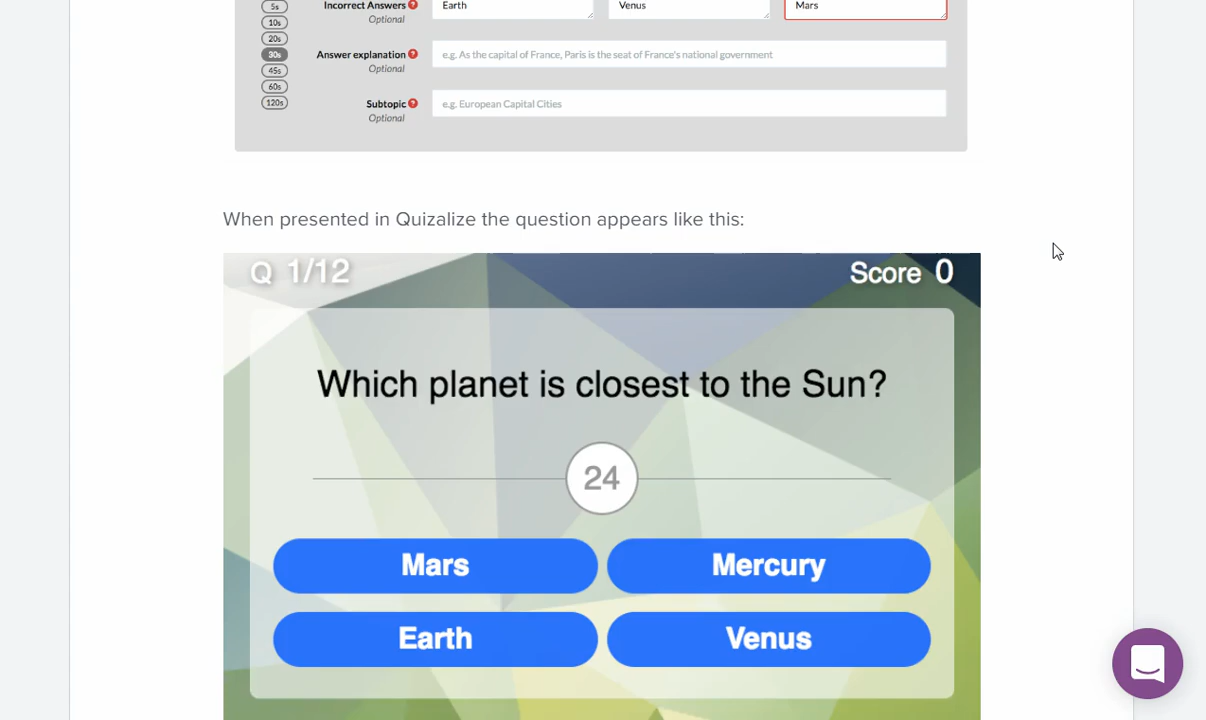 5s
Incorrect Answers ?
Earth
Venus
Mars
Optional
10s
20s
30s
45s
60s
120s
Answer explanation ?
Optional
e.g. As the capital of France, Paris is the seat of France's national government
Subtopic ?
Optional
e.g. European Capital Cities
When presented in Quizalize the question appears like this:
Q 1/12
Score 0
Which planet is closest to the Sun?
24
Mars
Mercury
Earth
Venus